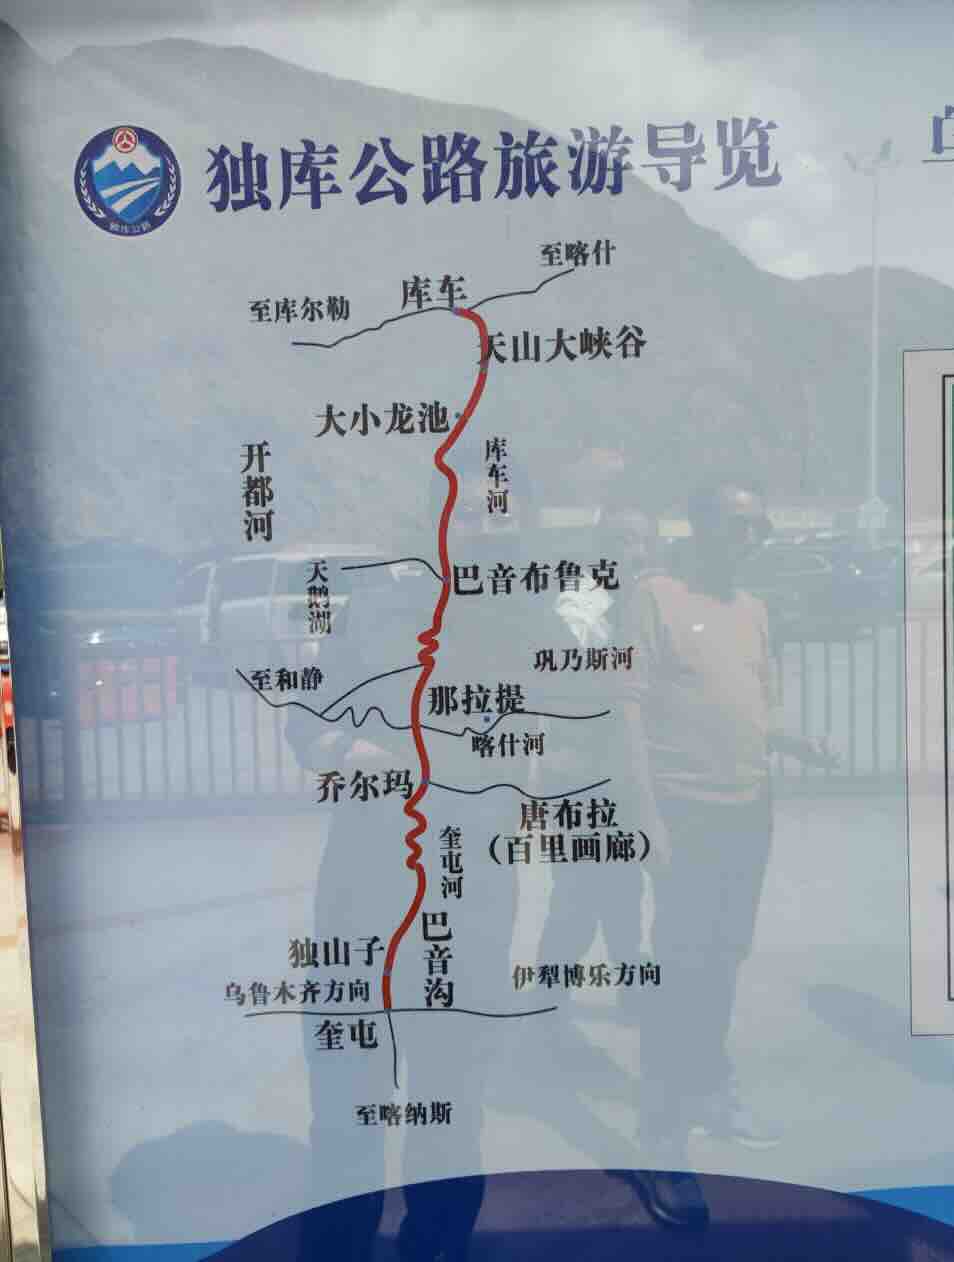 独库公路旅游导览
独库公路
至喀什
库车
至库尔勒
天山大峡谷
大小龙池
库车河
开都河
天鹅湖
巴音布鲁克
巩乃斯河
至和静
那拉提
喀什河
乔尔玛
唐布拉
（百里画廊）
奎屯河
巴音沟
独山子
伊犁博乐方向
乌鲁木齐方向
奎屯
至喀纳斯